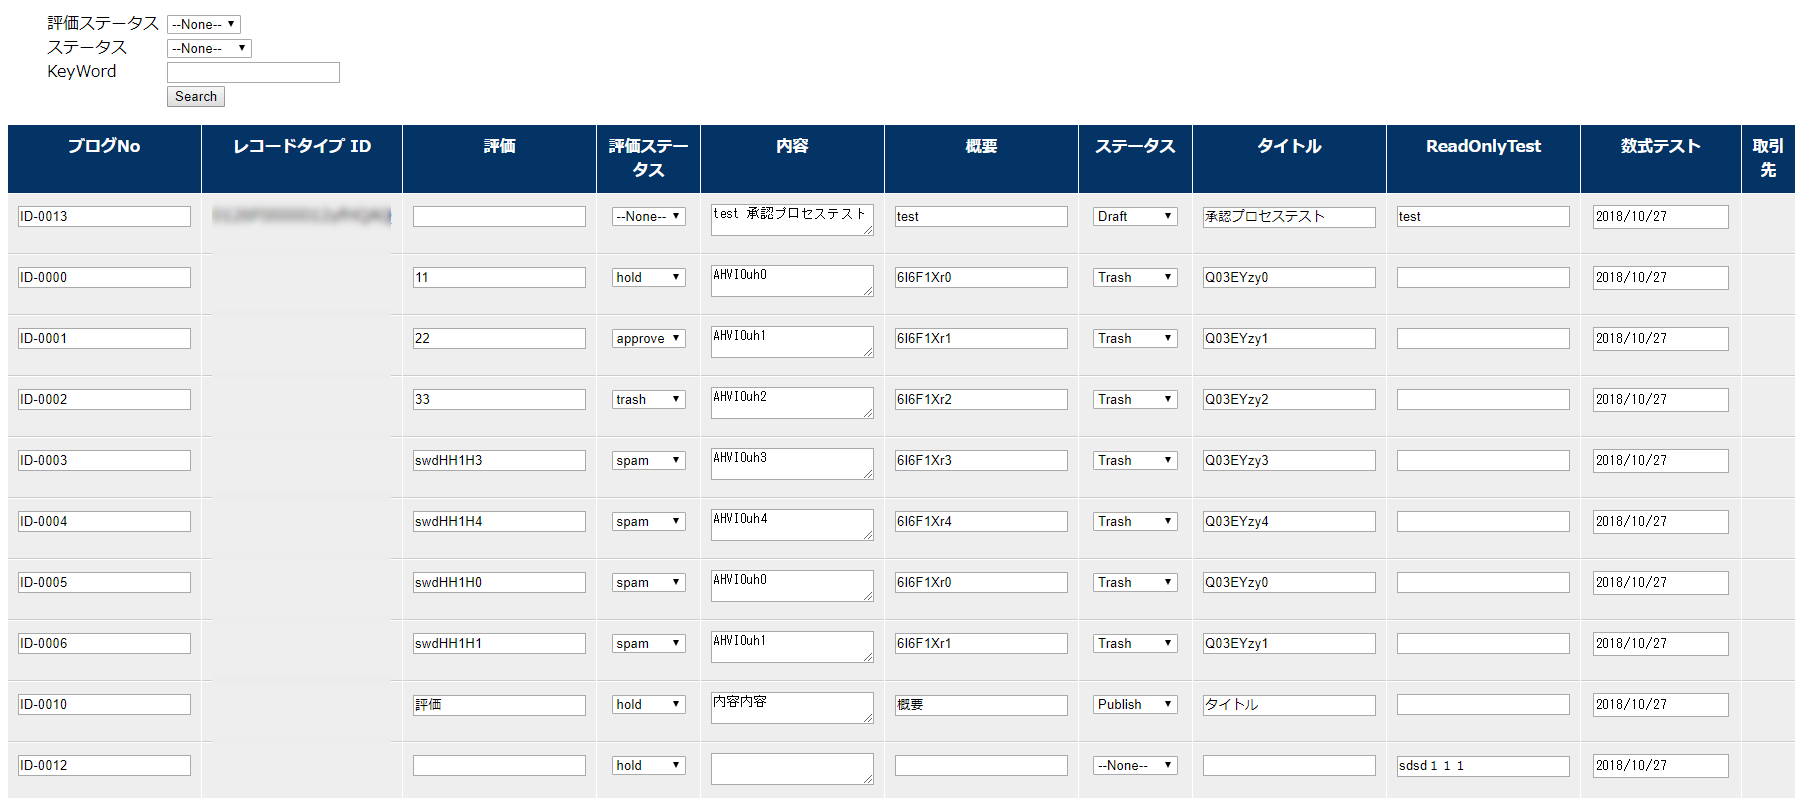 評価ステータス --None--
ステータス --None--
KeyWord
Search
ブログNo レコードタイプ ID 評価 評価ステータス 内容 概要 ステータス タイトル ReadOnlyTest 数式テスト 取引先
ID-0013 --None-- test 承認プロセステスト test Draft 承認プロセステスト test 2018/10/27
ID-0000 11 hold AHVIOuh0 6I6F1Xr0 Trash Q03EYzy0 2018/10/27
ID-0001 22 approve AHVIOuh1 6I6F1Xr1 Trash Q03EYzy1 2018/10/27
ID-0002 33 trash AHVIOuh2 6I6F1Xr2 Trash Q03EYzy2 2018/10/27
ID-0003 swdHH1H3 spam AHVIOuh3 6I6F1Xr3 Trash Q03EYzy3 2018/10/27
ID-0004 swdHH1H4 spam AHVIOuh4 6I6F1Xr4 Trash Q03EYzy4 2018/10/27
ID-0005 swdHH1H0 spam AHVIOuh0 6I6F1Xr0 Trash Q03EYzy0 2018/10/27
ID-0006 swdHH1H1 spam AHVIOuh1 6I6F1Xr1 Trash Q03EYzy1 2018/10/27
ID-0010 評価 hold 内容内容 概要 Publish タイトル 2018/10/27
ID-0012 hold --None-- sdsd１１１ 2018/10/27